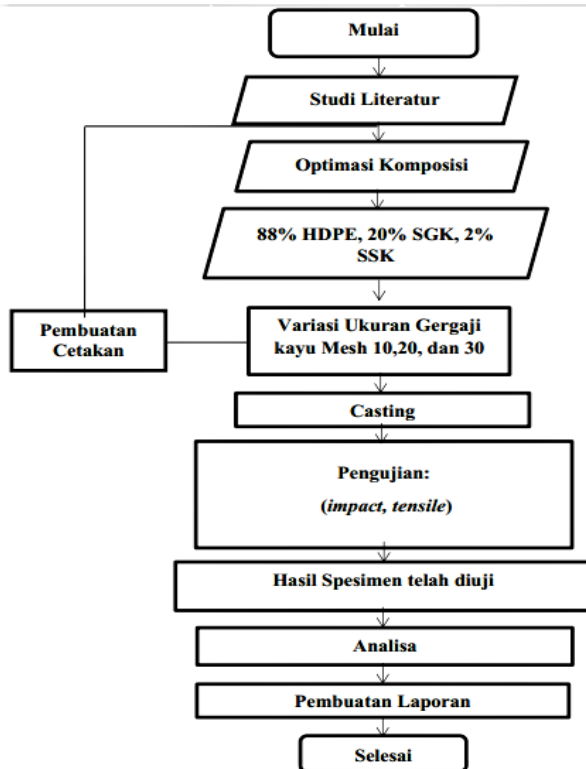 Mulai
Studi Literatur
Optimasi Komposisi
88% HDPE, 20% SGK, 2%
SSK
Pembuatan
Cetakan
Variasi Ukuran Gergaji
kayu Mesh 10,20, dan 30
Casting
Pengujian:
(impact, tensile)
Hasil Spesimen telah diuji
Analisa
Pembuatan Laporan
Selesai